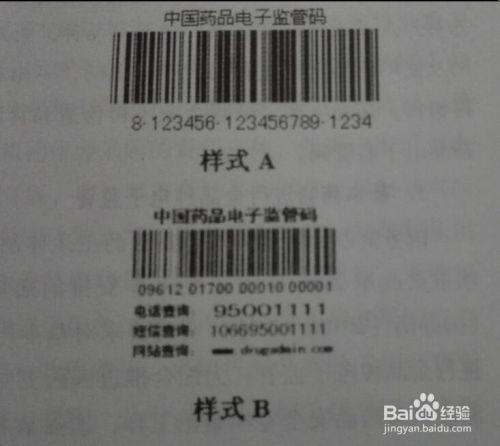 中国药品电子监管码
8·123456·123456789·1234
样式 A
中国药品电子监管码
09612 01700 00010 00001
电话查询: 95001111
短信查询: 106695001111
网站查询: drugadmin.com
样式 B
Baidu 经验
jingyan.baidu.com